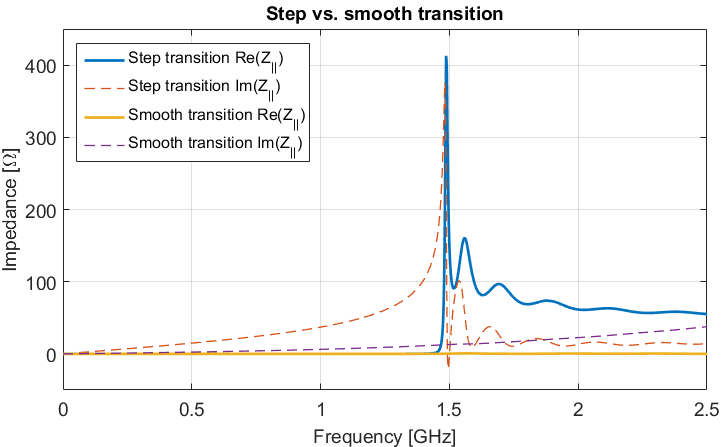 Step vs. smooth transition
Step transition Re(Z||)
Step transition Im(Z||)
Smooth transition Re(Z||)
Smooth transition Im(Z||)
Impedance [Ω]
400
300
200
100
0
0 0.5 1 1.5 2 2.5
Frequency [GHz]